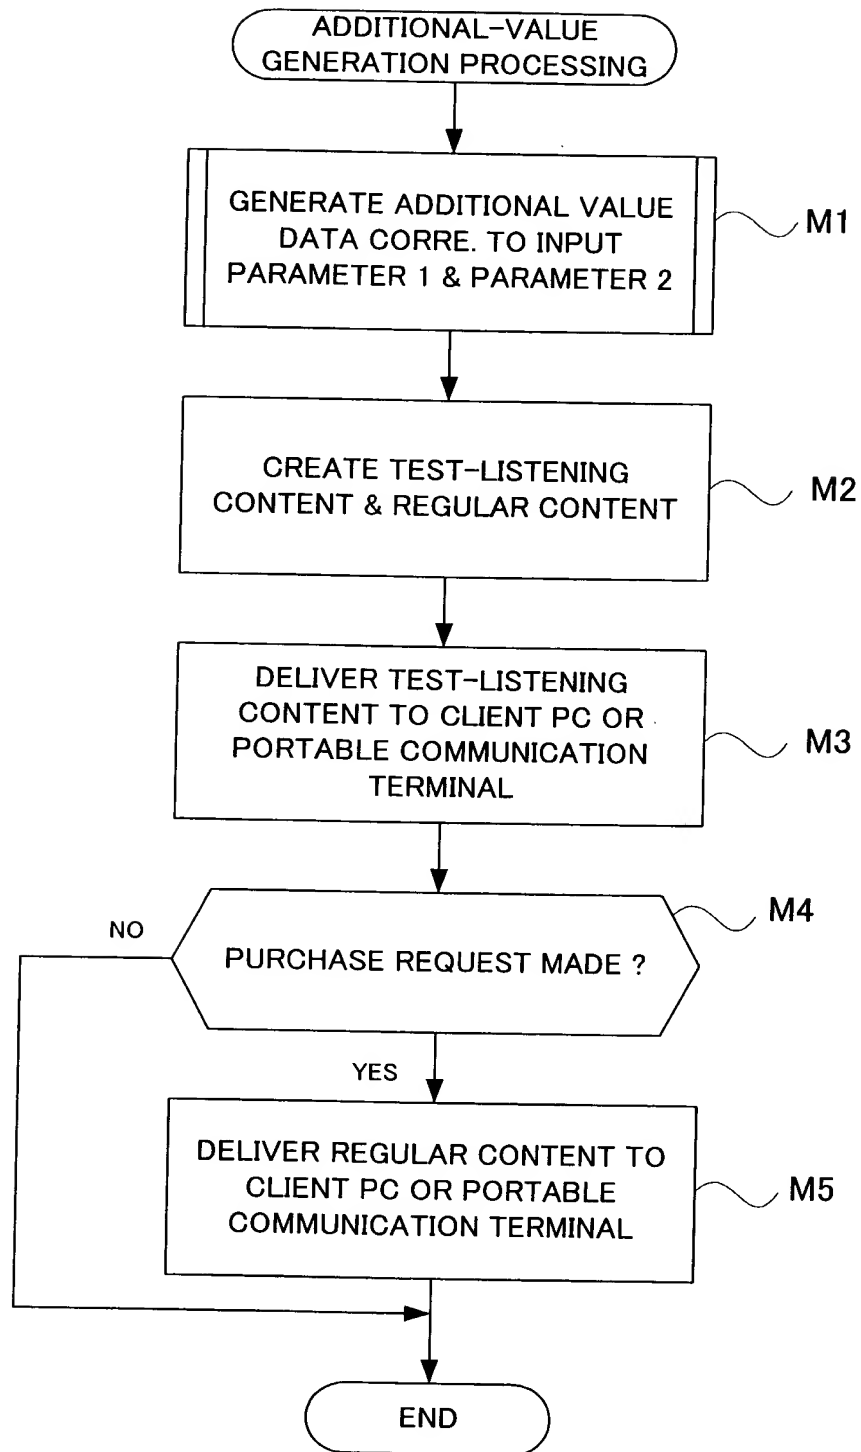 ADDITIONAL-VALUE
GENERATION PROCESSING
GENERATE ADDITIONAL VALUE
DATA CORRE. TO INPUT
PARAMETER 1 & PARAMETER 2
M1
CREATE TEST-LISTENING
CONTENT & REGULAR CONTENT
M2
DELIVER TEST-LISTENING
CONTENT TO CLIENT PC OR
PORTABLE COMMUNICATION
TERMINAL
M3
NO
PURCHASE REQUEST MADE ?
M4
YES
DELIVER REGULAR CONTENT TO
CLIENT PC OR PORTABLE
COMMUNICATION TERMINAL
M5
END